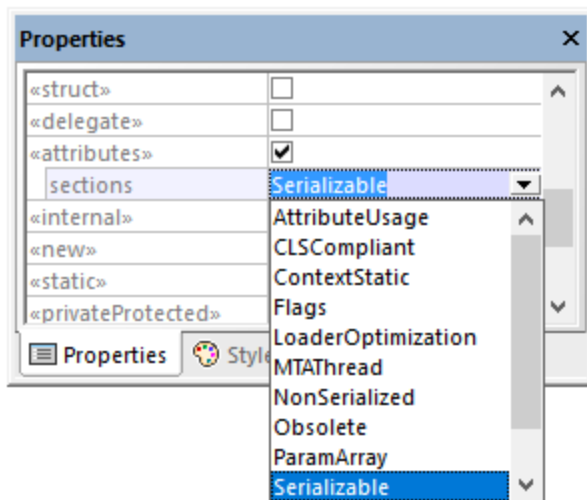 Properties
«struct»
«delegate»
«attributes»
sections Serializable
«internal»
«new»
«static»
«privateProtected»
AttributeUsage
CLSCompliant
ContextStatic
Flags
LoaderOptimization
MTAThread
NonSerialized
Obsolete
ParamArray
Serializable
Properties Style